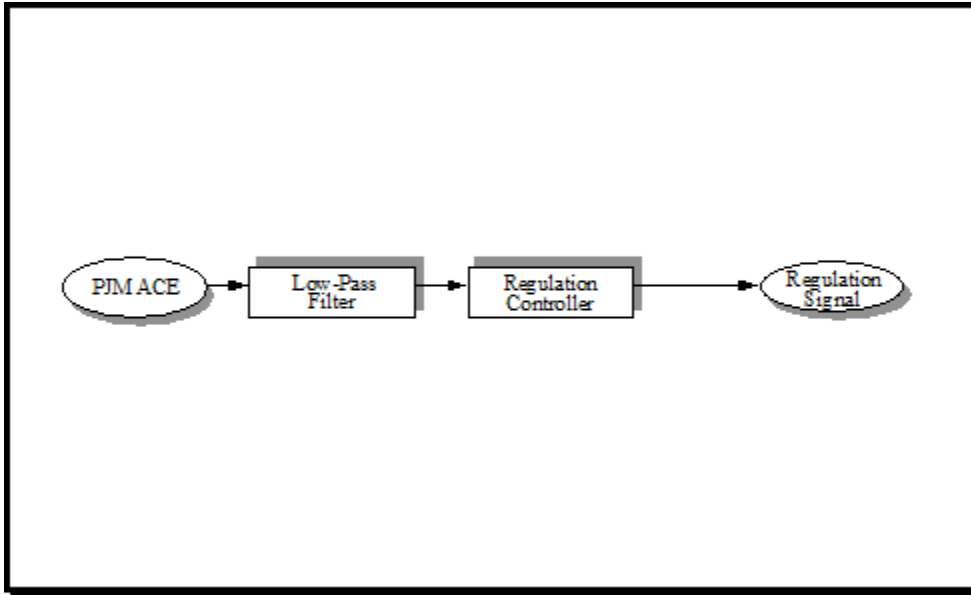 PJM ACE
Low-Pass
Filter
Regulation
Controller
Regulation
Signal